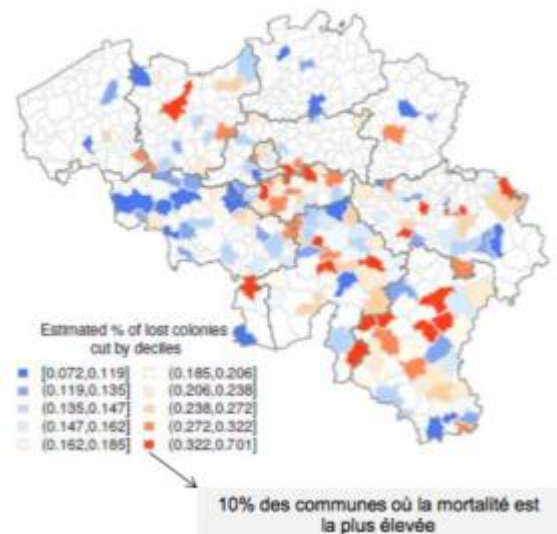 Estimated % of lost colonies
cut by deciles
[0.072,0.119]
(0.119,0.135]
(0.135,0.147]
(0.147,0.162]
(0.162,0.185]
(0.185,0.206]
(0.206,0.238]
(0.238,0.272]
(0.272,0.322]
(0.322,0.701]
10% des communes où la mortalité est
la plus élevée